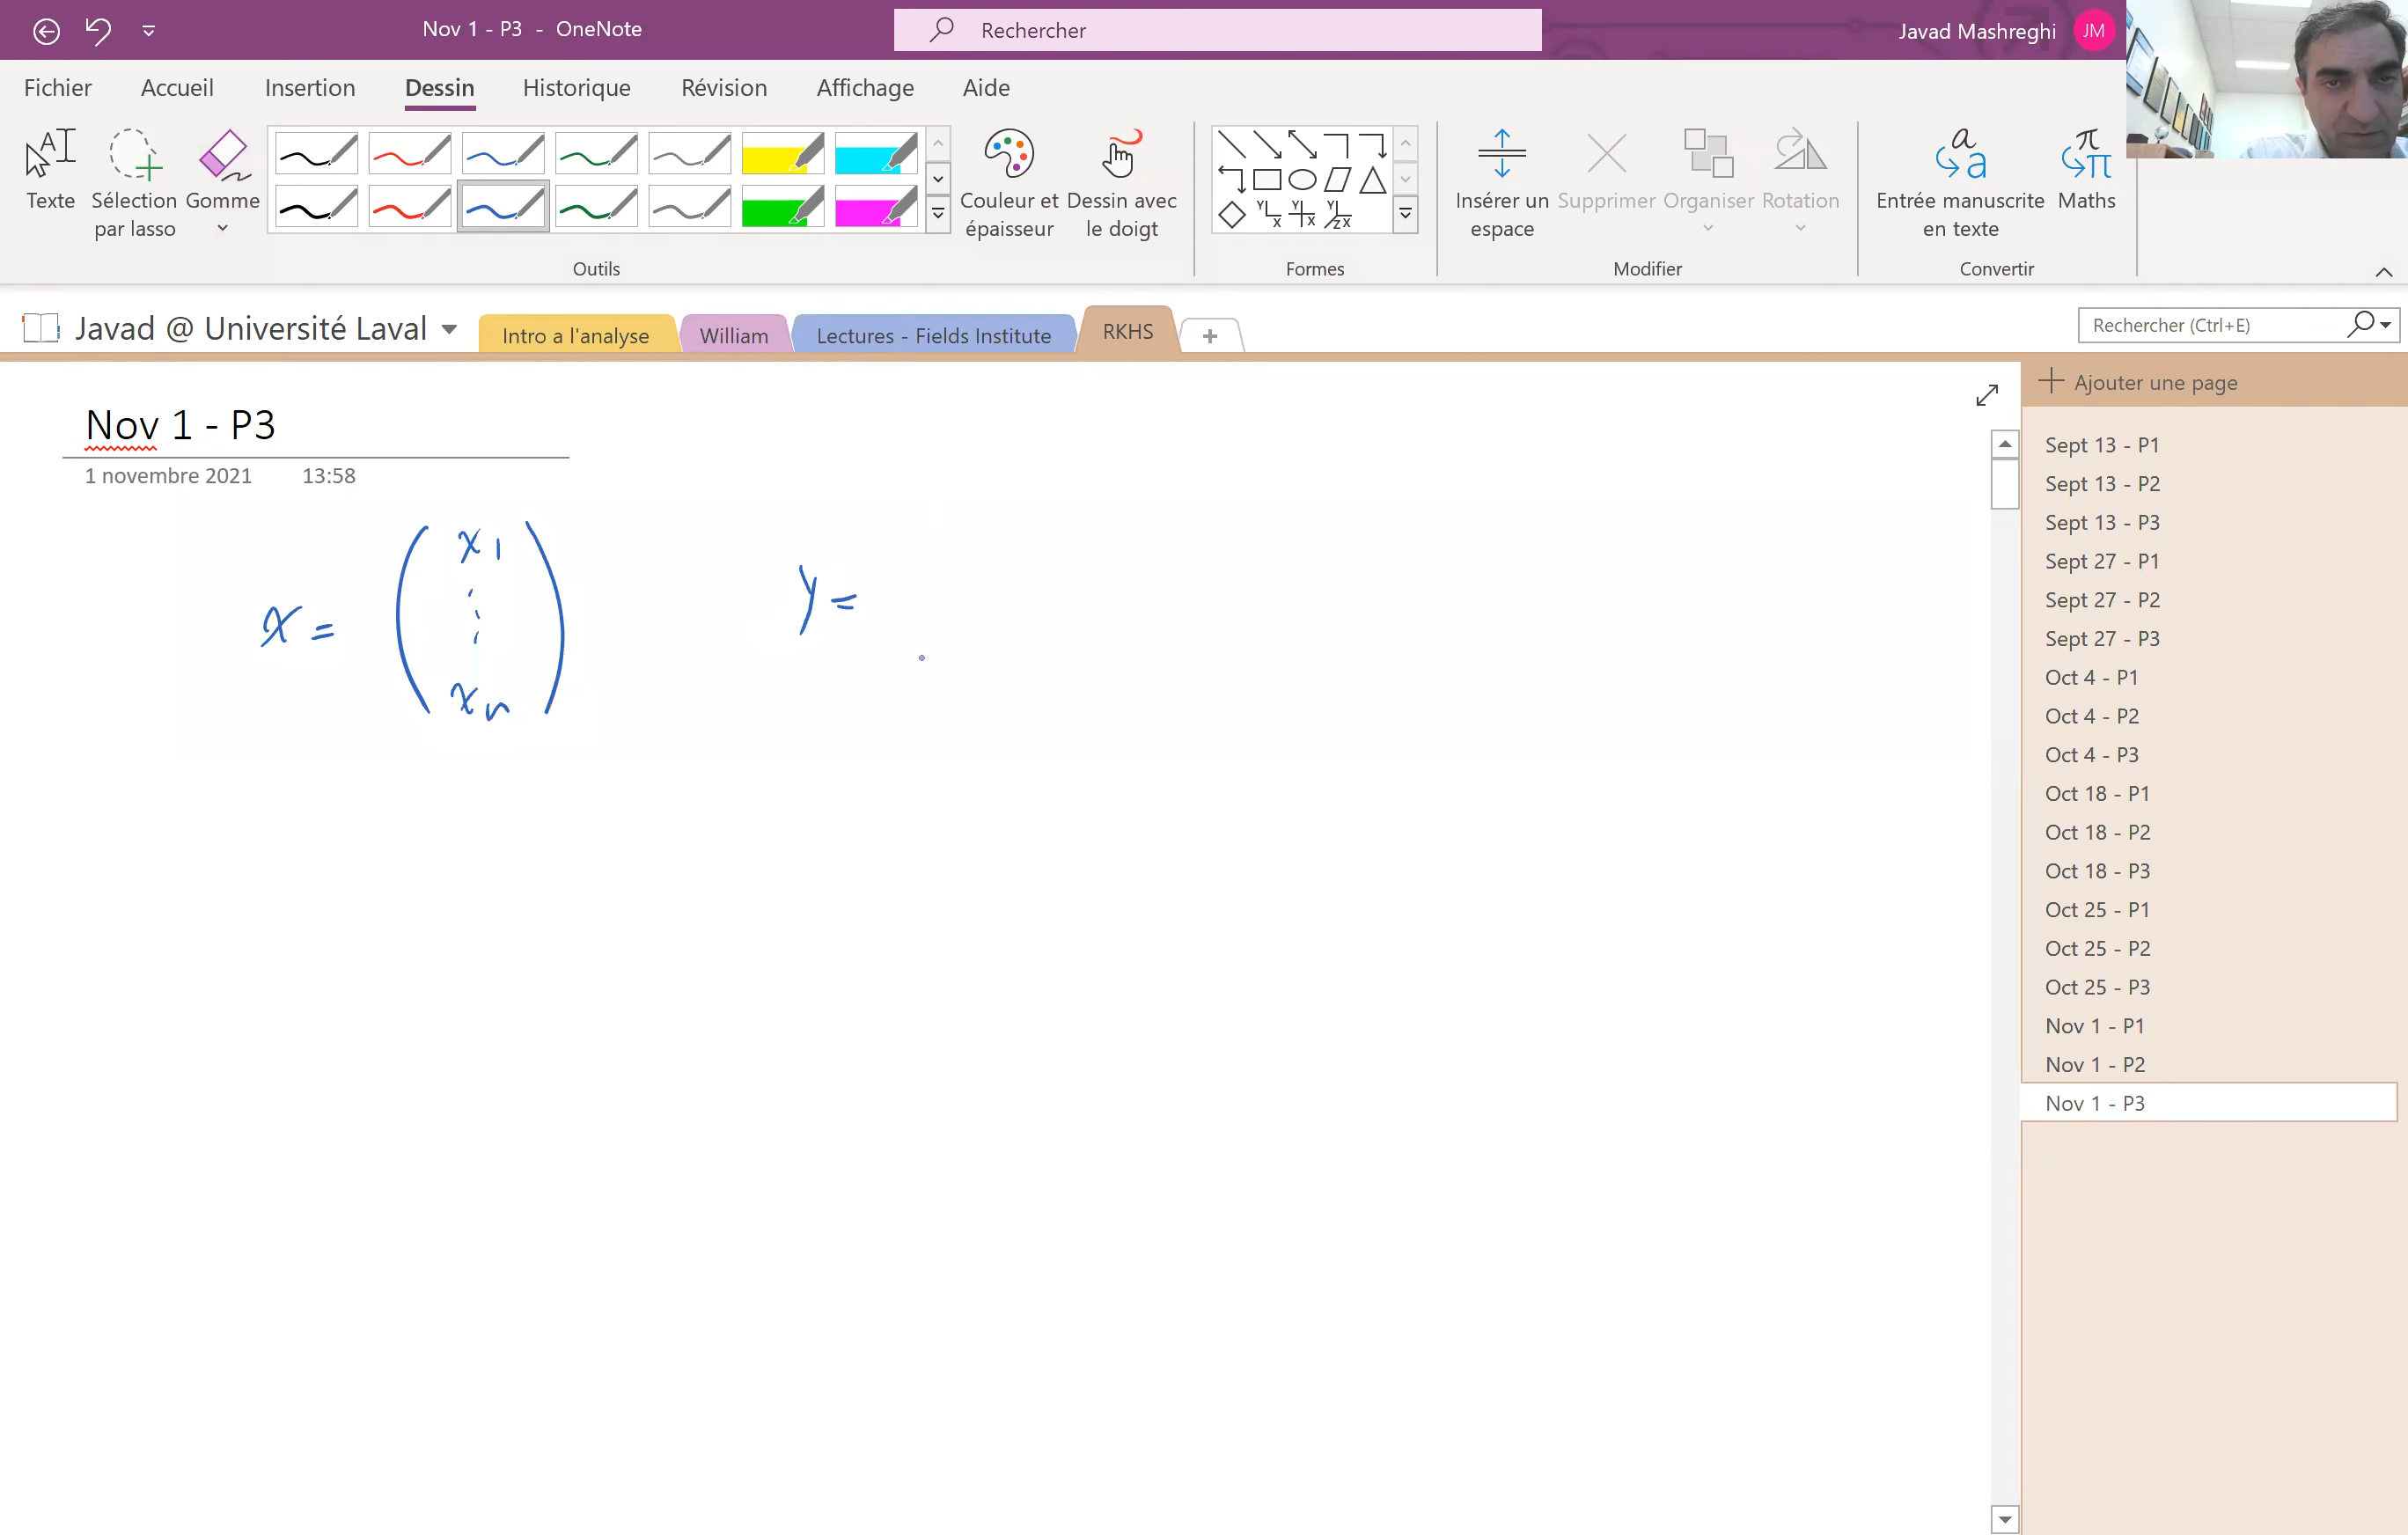 Nov 1 - P3 - OneNote
Rechercher
Javad Mashreghi
JM
Fichier
Accueil
Insertion
Dessin
Historique
Révision
Affichage
Aide
Texte
Sélection par lasso
Gomme
Couleur et épaisseur
Dessin avec le doigt
Insérer un espace
Supprimer
Organiser
Rotation
Entrée manuscrite en texte
Maths
Outils
Formes
Modifier
Convertir
Javad @ Université Laval
Intro a l'analyse
William
Lectures - Fields Institute
RKHS
Rechercher (Ctrl+E)
Ajouter une page
Nov 1 - P3
1 novembre 2021 13:58
x = ( x1 ⋮ xn )
y =
Sept 13 - P1
Sept 13 - P2
Sept 13 - P3
Sept 27 - P1
Sept 27 - P2
Sept 27 - P3
Oct 4 - P1
Oct 4 - P2
Oct 4 - P3
Oct 18 - P1
Oct 18 - P2
Oct 18 - P3
Oct 25 - P1
Oct 25 - P2
Oct 25 - P3
Nov 1 - P1
Nov 1 - P2
Nov 1 - P3